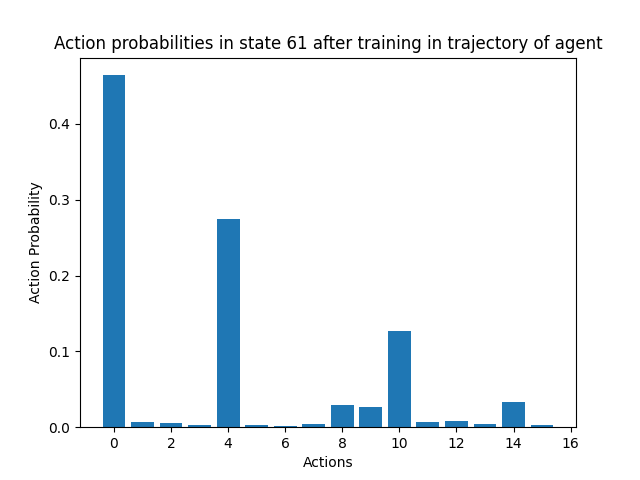 Action probabilities in state 61 after training in trajectory of agent
Action Probability
0.4
0.3
0.2
0.1
0.0
0 2 4 6 8 10 12 14 16
Actions